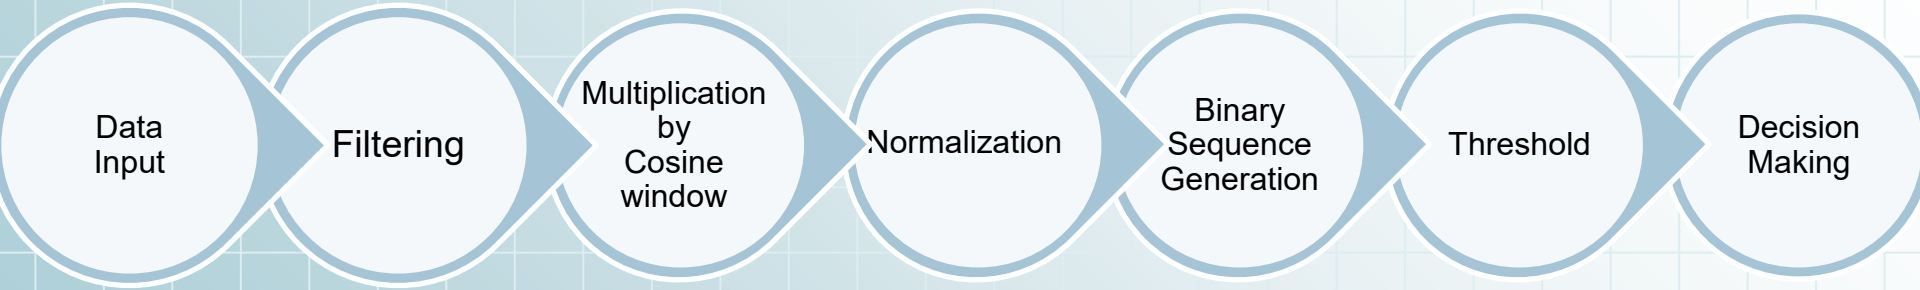 Data
Input
Filtering
Multiplication
by
Cosine
window
Normalization
Binary
Sequence
Generation
Threshold
Decision
Making